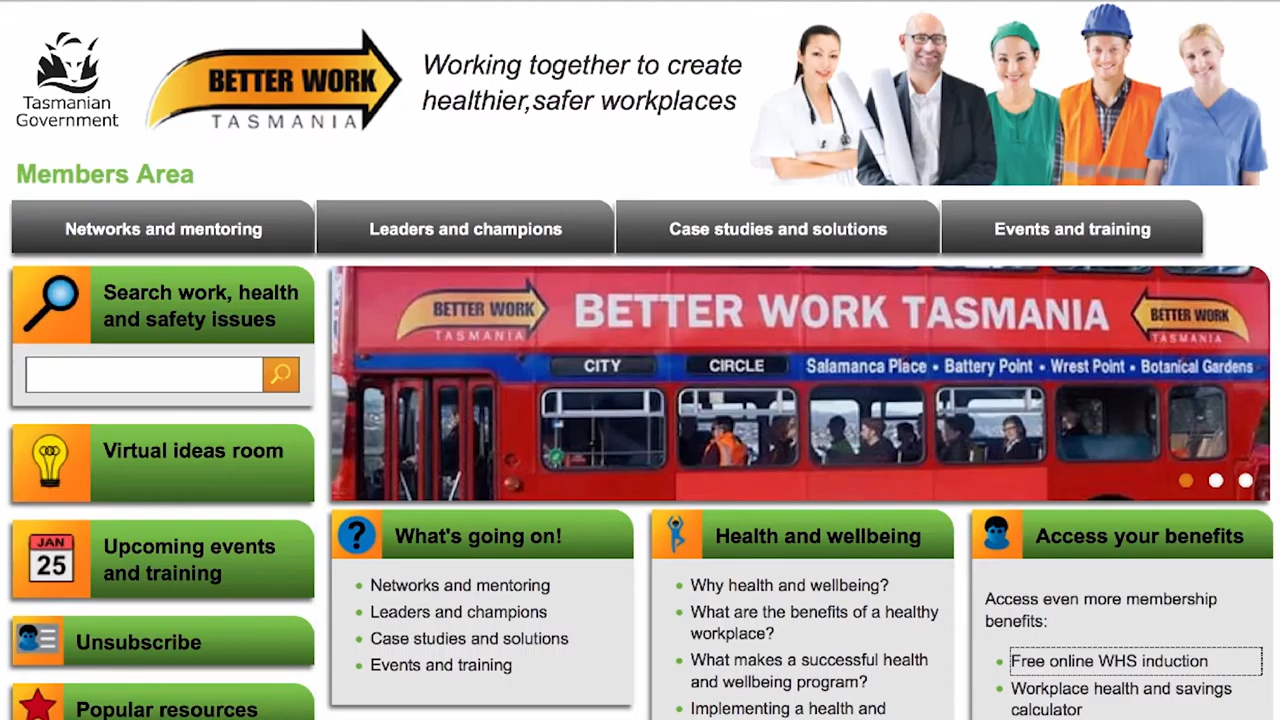 Tasmanian
Government
BETTER WORK
TASMANIA
Working together to create
healthier,safer workplaces
Members Area
Networks and mentoring
Leaders and champions
Case studies and solutions
Events and training
Search work, health
and safety issues
Virtual ideas room
JAN
25
Upcoming events
and training
Unsubscribe
Popular resources
BETTER WORK
TASMANIA
BETTER WORK TASMANIA
BETTER WORK
TASMANIA
CITY
CIRCLE
Salamanca Place • Battery Point • Wrest Point • Botanical Gardens
?
What's going on!
• Networks and mentoring
• Leaders and champions
• Case studies and solutions
• Events and training
Health and wellbeing
• Why health and wellbeing?
• What are the benefits of a healthy
workplace?
• What makes a successful health
and wellbeing program?
• Implementing a health and
Access your benefits
Access even more membership
benefits:
• Free online WHS induction
• Workplace health and savings
calculator